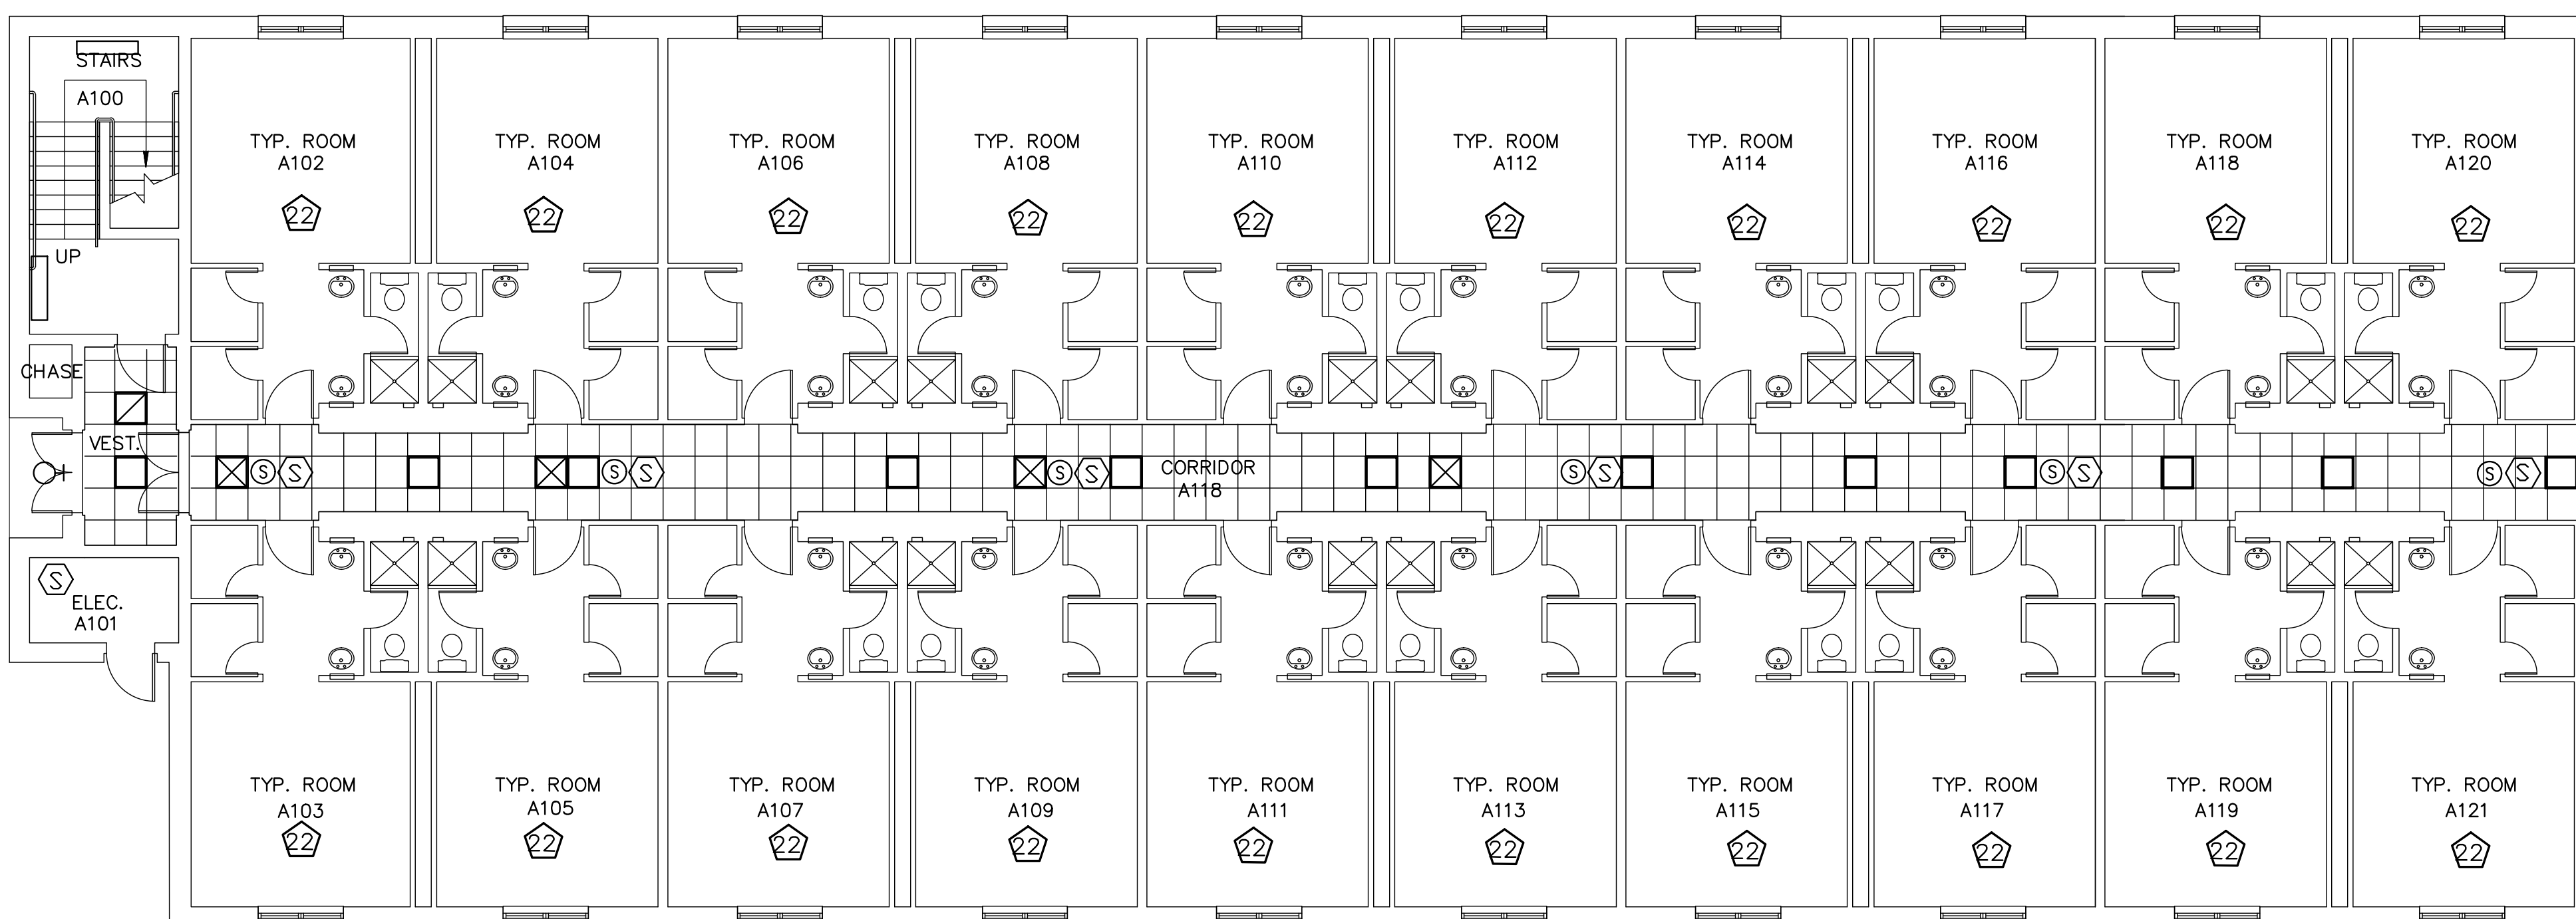 STAIRS
A100
UP
CHASE
VEST.
TYP. ROOM
A102
22
TYP. ROOM
A104
22
TYP. ROOM
A106
22
TYP. ROOM
A108
22
TYP. ROOM
A110
22
TYP. ROOM
A112
22
TYP. ROOM
A114
22
TYP. ROOM
A116
22
TYP. ROOM
A118
22
TYP. ROOM
A120
22
S
S
S
S
S
S
CORRIDOR
A118
S
S
S
S
S
S
S
ELEC.
A101
TYP. ROOM
A103
22
TYP. ROOM
A105
22
TYP. ROOM
A107
22
TYP. ROOM
A109
22
TYP. ROOM
A111
22
TYP. ROOM
A113
22
TYP. ROOM
A115
22
TYP. ROOM
A117
22
TYP. ROOM
A119
22
TYP. ROOM
A121
22